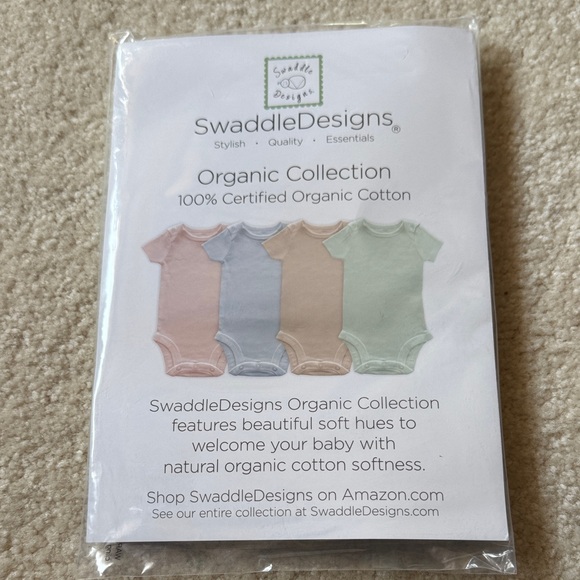 Swaddle
Designs
SwaddleDesigns®
Stylish • Quality • Essentials
Organic Collection
100% Certified Organic Cotton
SwaddleDesigns Organic Collection
features beautiful soft hues to
welcome your baby with
natural organic cotton softness.
Shop SwaddleDesigns on Amazon.com
See our entire collection at SwaddleDesigns.com